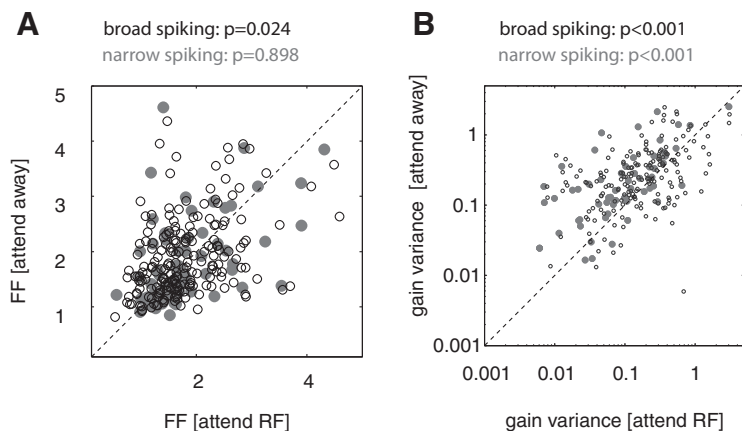 A
broad spiking: p=0.024
narrow spiking: p=0.898
5
4
3
2
1
FF [attend away]
2 4
FF [attend RF]
B
broad spiking: p<0.001
narrow spiking: p<0.001
1
0.1
0.01
0.001
gain variance [attend away]
0.001 0.01 0.1 1
gain variance [attend RF]